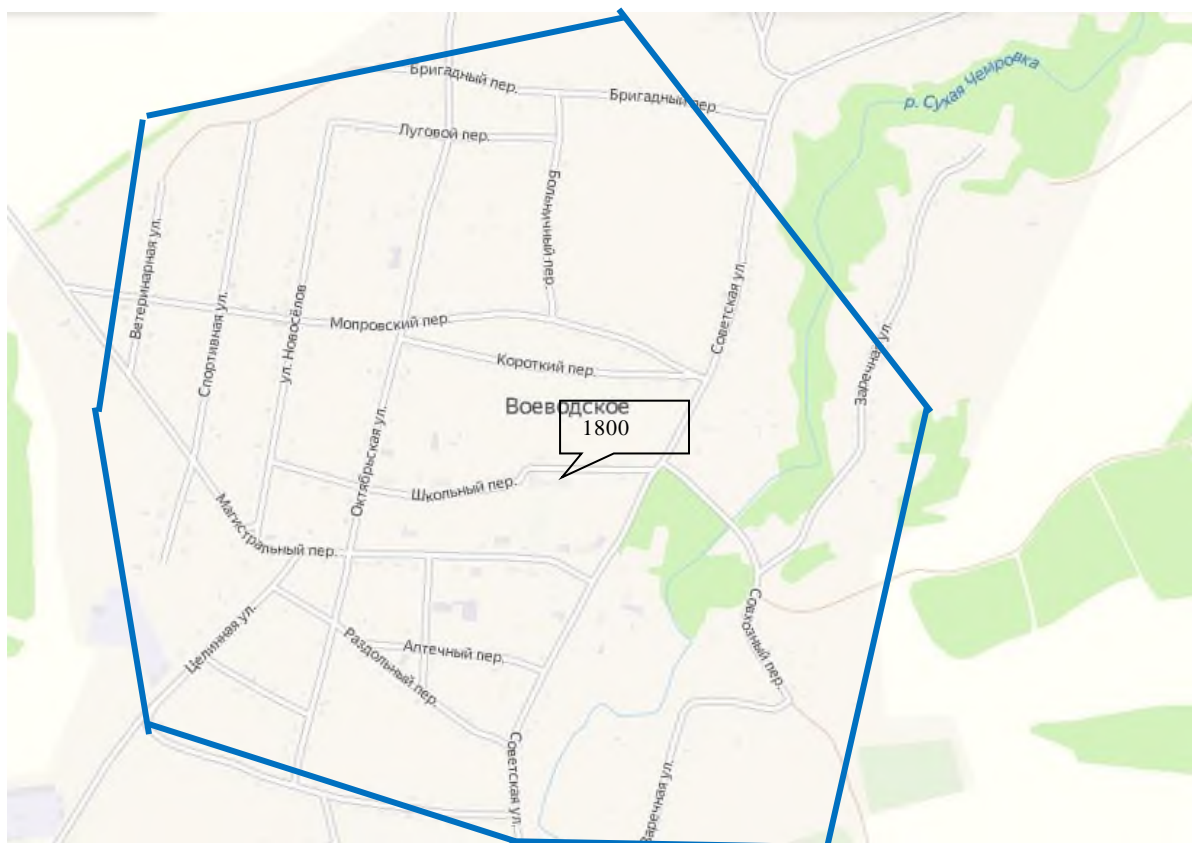 Бригадный пер.
Бригадный пер.
р. Сухая Чемровка
Луговой пер.
Больничный пер.
Ветеринарная ул.
Спортивная ул.
ул. Новосёлов
Мопровский пер.
Советская ул.
Короткий пер.
Заречная ул.
Воеводское
1800
Октябрьская ул.
Школьный пер.
Магистральный пер.
Целинная ул.
Раздольный пер.
Аптечный пер.
Совхозный пер.
Советская ул.
Заречная ул.